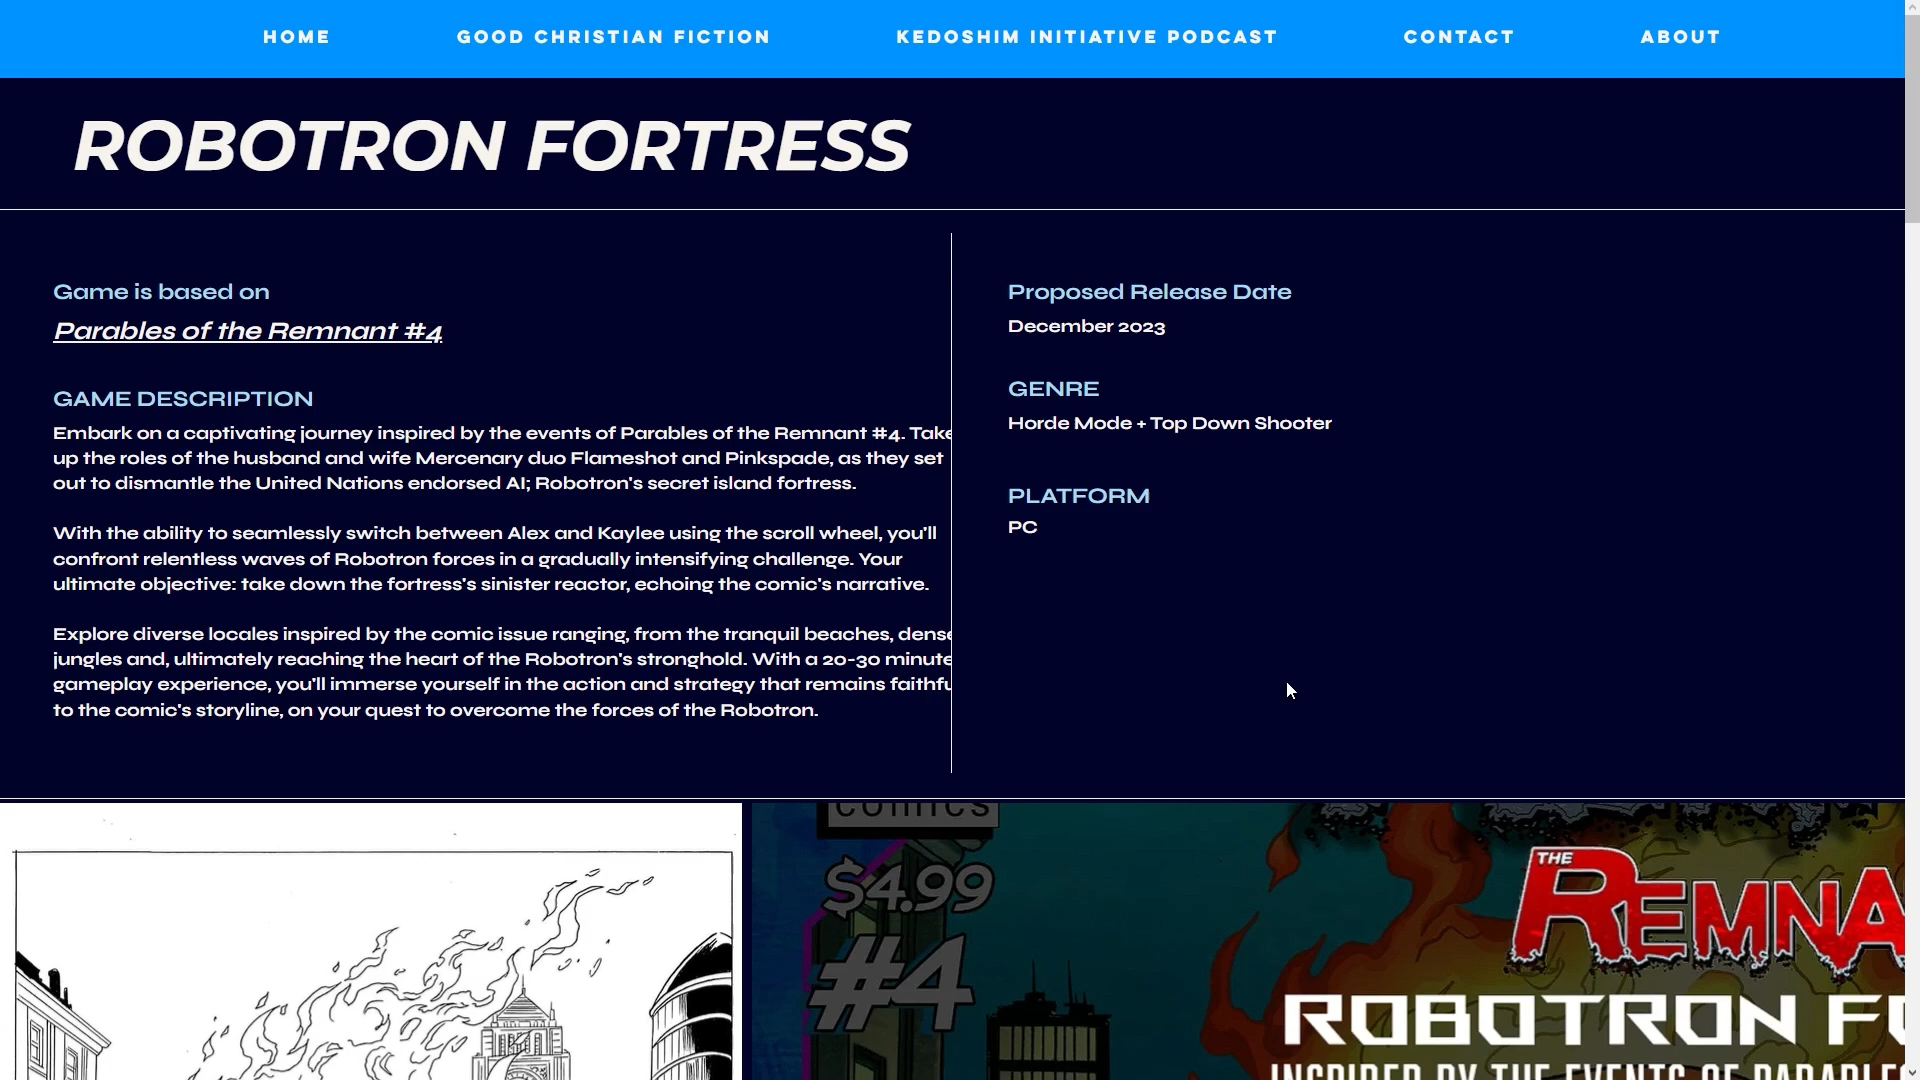 HOME GOOD CHRISTIAN FICTION KEDOSHIM INITIATIVE PODCAST CONTACT ABOUT
ROBOTRON FORTRESS
Game is based on
Parables of the Remnant #4
GAME DESCRIPTION
Embark on a captivating journey inspired by the events of Parables of the Remnant #4. Take
up the roles of the husband and wife Mercenary duo Flameshot and Pinkspade, as they set
out to dismantle the United Nations endorsed AI; Robotron's secret island fortress.
With the ability to seamlessly switch between Alex and Kaylee using the scroll wheel, you'll
confront relentless waves of Robotron forces in a gradually intensifying challenge. Your
ultimate objective: take down the fortress's sinister reactor, echoing the comic's narrative.
Explore diverse locales inspired by the comic issue ranging, from the tranquil beaches, dense
jungles and, ultimately reaching the heart of the Robotron's stronghold. With a 20-30 minute
gameplay experience, you'll immerse yourself in the action and strategy that remains faithfu
to the comic's storyline, on your quest to overcome the forces of the Robotron.
Proposed Release Date
December 2023
GENRE
Horde Mode + Top Down Shooter
PLATFORM
PC
comics
$4.99
#4
THE
REMNA
ROBOTRON FO
INSPIRED BY THE EVENTS OF PARABLES